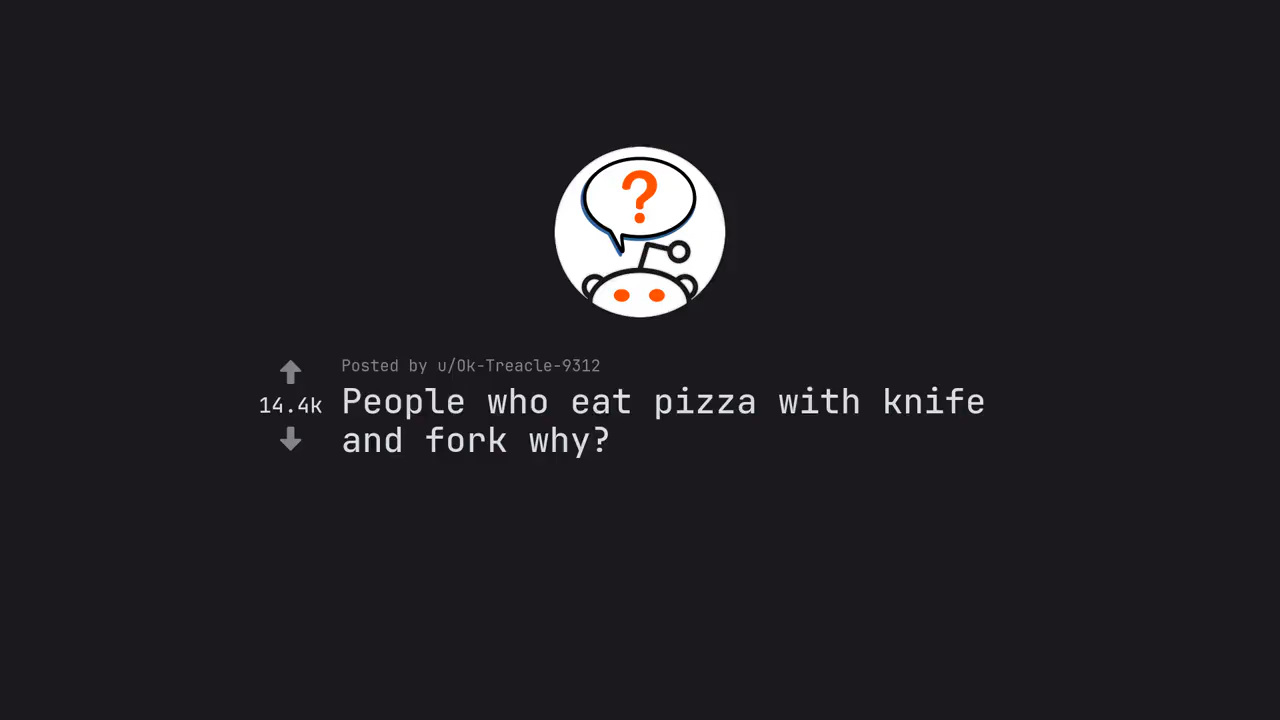 ?
Posted by u/Ok-Treacle-9312
14.4k
People who eat pizza with knife
and fork why?